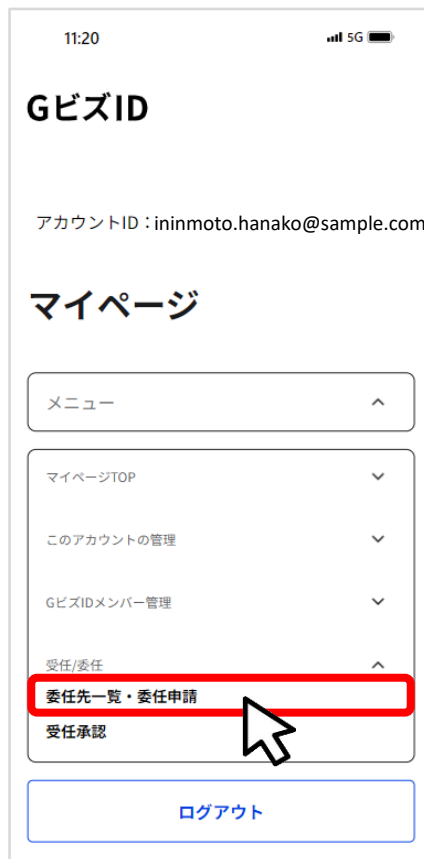 11:20
5G
GビズID
アカウントID：ininmoto.hanako@sample.com
マイページ
メニュー
マイページTOP
このアカウントの管理
GビズIDメンバー管理
受任/委任
委任先一覧・委任申請
受任承認
ログアウト